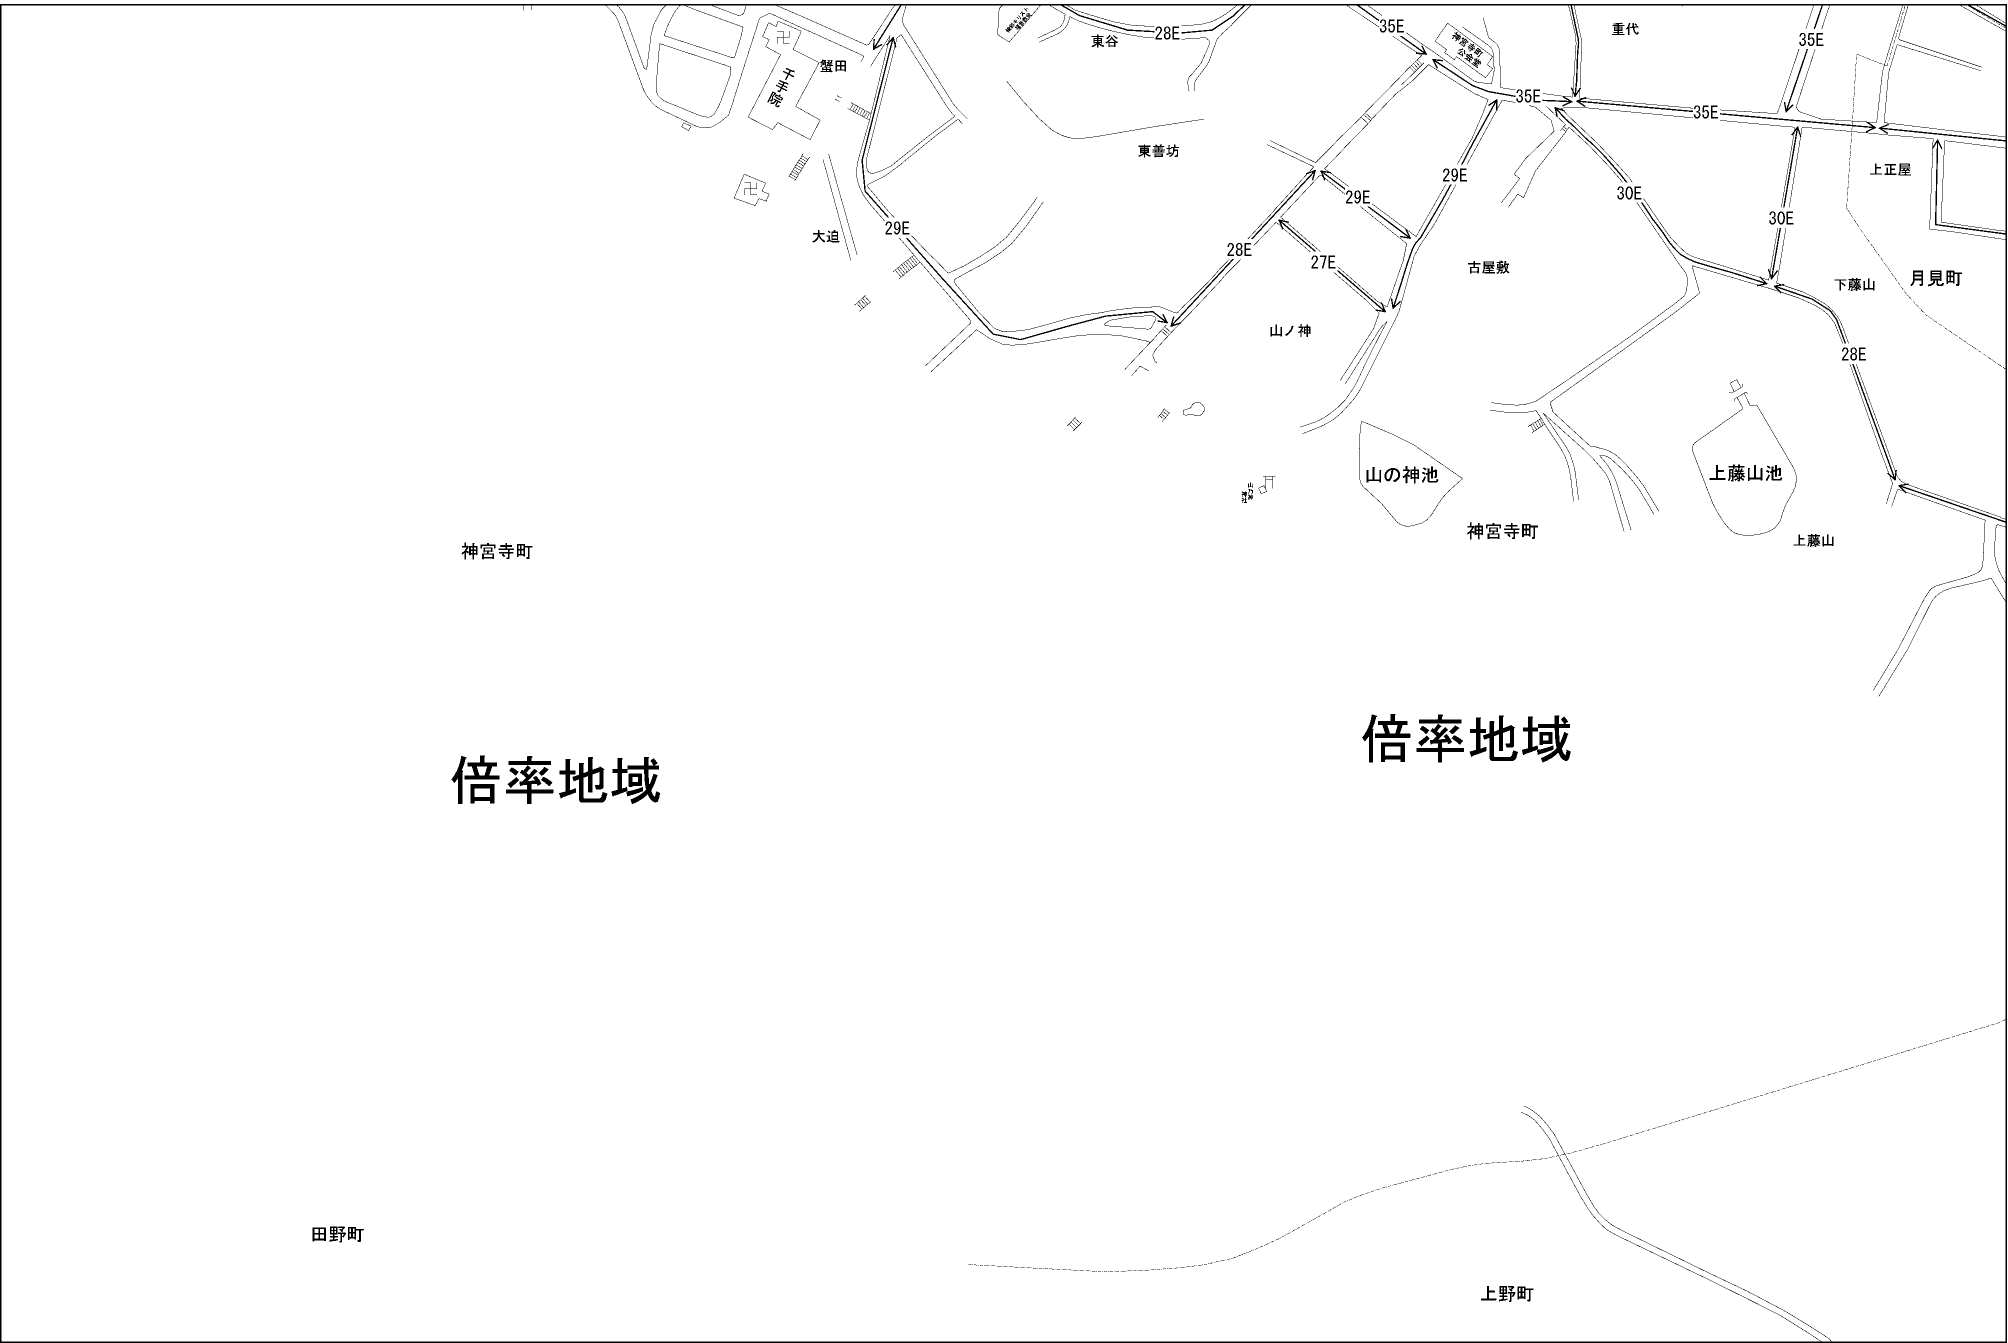 東谷
28E
35E
神宮寺町
公会堂
重代
35E
蟹田
千手院
35E
35E
東善坊
上正屋
29E
29E
30E
30E
大迫
29E
28E
27E
古屋敷
下藤山
月見町
山ノ神
28E
山の神池
上藤山池
神宮寺町
上藤山
神宮寺町
倍率地域
倍率地域
田野町
上野町